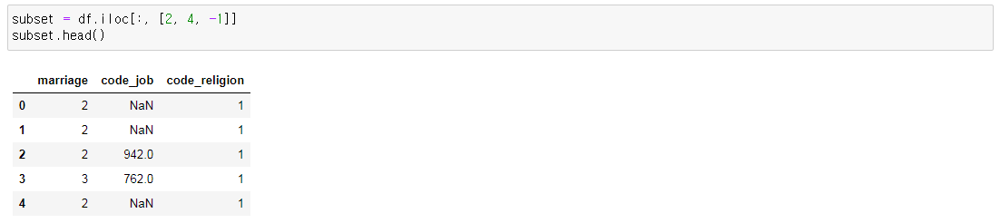 subset = df.iloc[:, [2, 4, -1]]
subset.head()
marriage code_job code_religion
0 2 NaN 1
1 2 NaN 1
2 2 942.0 1
3 3 762.0 1
4 2 NaN 1